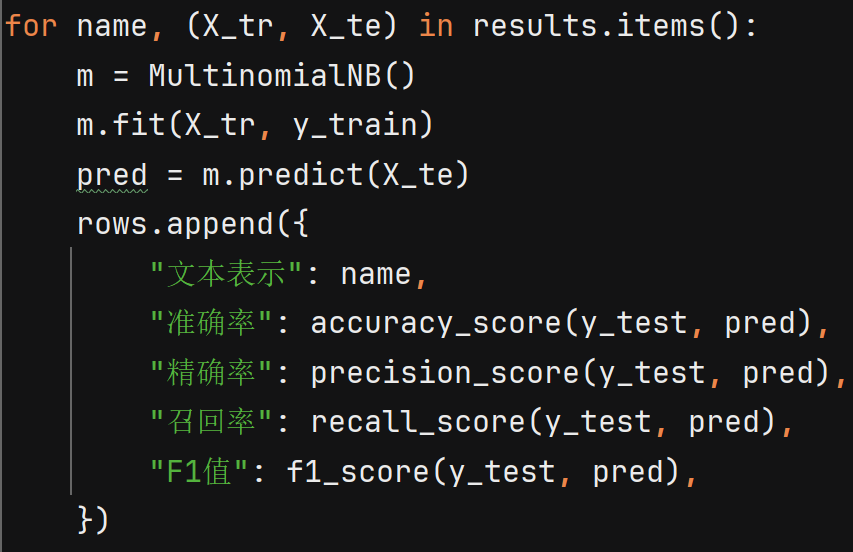 for name, (X_tr, X_te) in results.items():
    m = MultinomialNB()
    m.fit(X_tr, y_train)
    pred = m.predict(X_te)
    rows.append({
        "文本表示": name,
        "准确率": accuracy_score(y_test, pred),
        "精确率": precision_score(y_test, pred),
        "召回率": recall_score(y_test, pred),
        "F1值": f1_score(y_test, pred),
    })